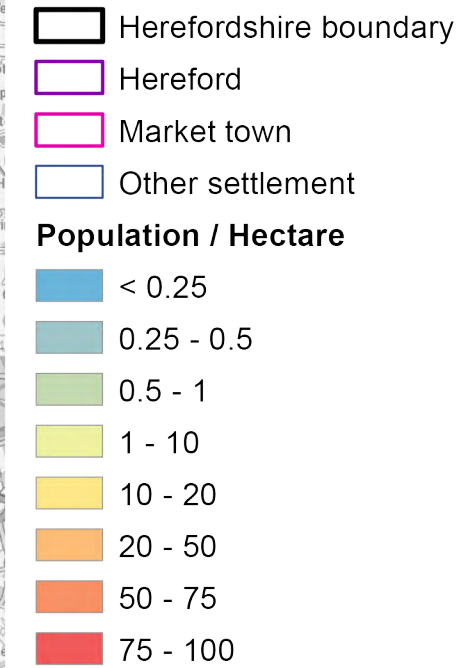 Herefordshire boundary
Hereford
Market town
Other settlement
Population / Hectare
< 0.25
0.25 - 0.5
0.5 - 1
1 - 10
10 - 20
20 - 50
50 - 75
75 - 100